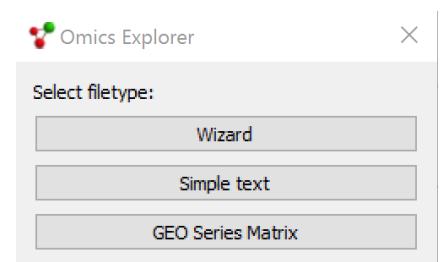 Omics Explorer
Select filetype:
Wizard
Simple text
GEO Series Matrix